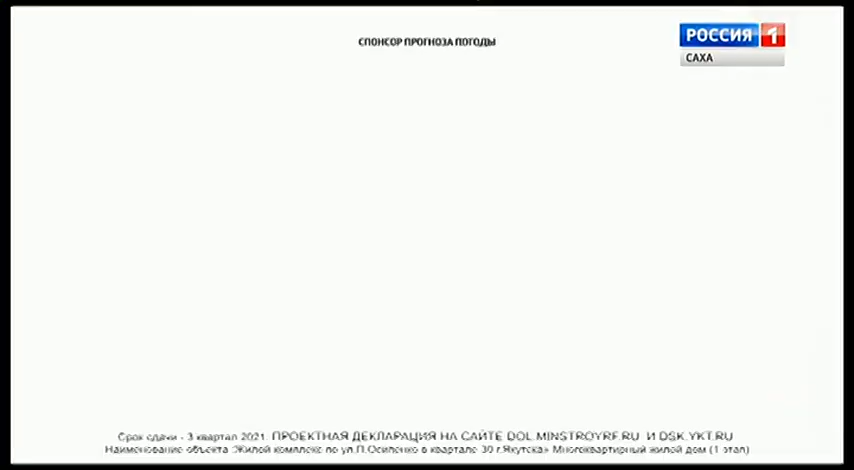 СПОНСОР ПРОГНОЗА ПОГОДЫ
РОССИЯ 1
САХА
Срок сдачи - 3 квартал 2021. ПРОЕКТНАЯ ДЕКЛАРАЦИЯ НА САЙТЕ DOL.MINSTROYRF.RU И DSK.YKT.RU
Наименование объекта :Жилой комплекс по ул.П.Осипенко в квартале 30 г.Якутска» Многоквартирный жилой дом (1 этап)